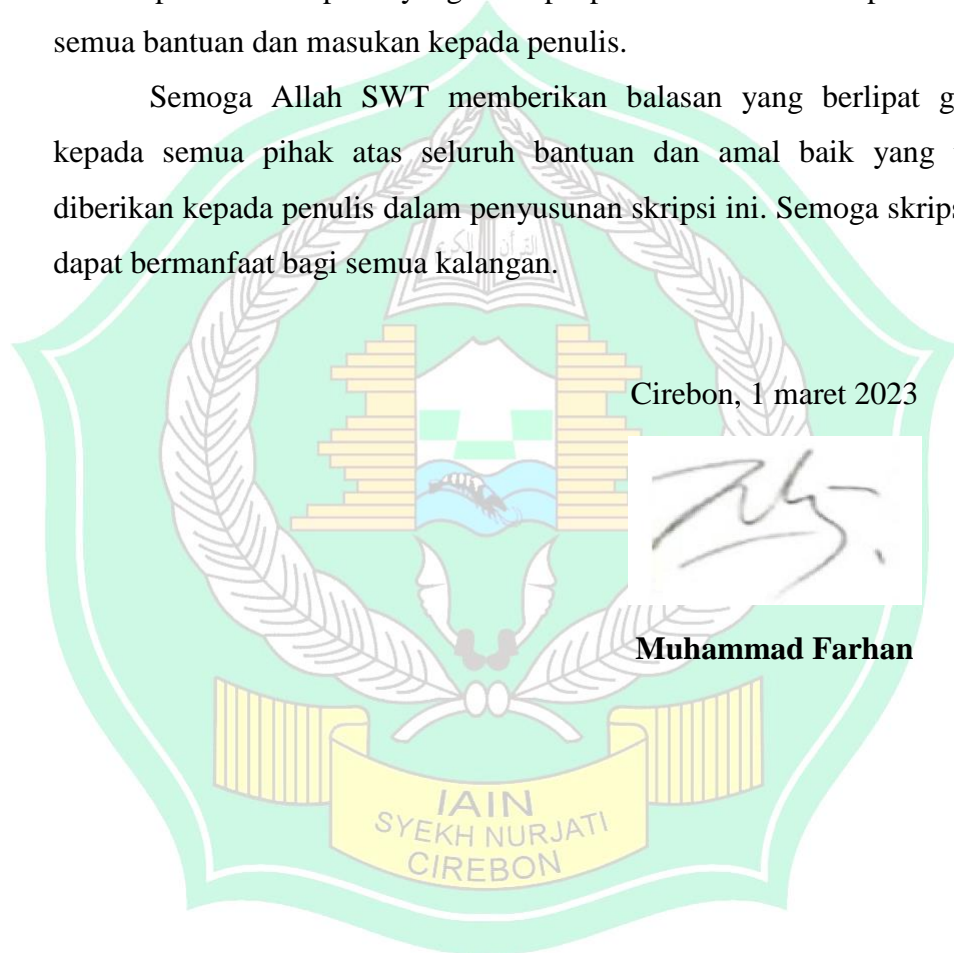 semua bantuan dan masukan kepada penulis.
Semoga Allah SWT memberikan balasan yang berlipat
kepada semua pihak atas seluruh bantuan dan amal baik yang
diberikan kepada penulis dalam penyusunan skripsi ini. Semoga
dapat bermanfaat bagi semua kalangan.
القرآن الكريم
Cirebon, 1 maret 2023
Muhammad Farhan
IAIN
SYEKH NURJATI
CIREBON